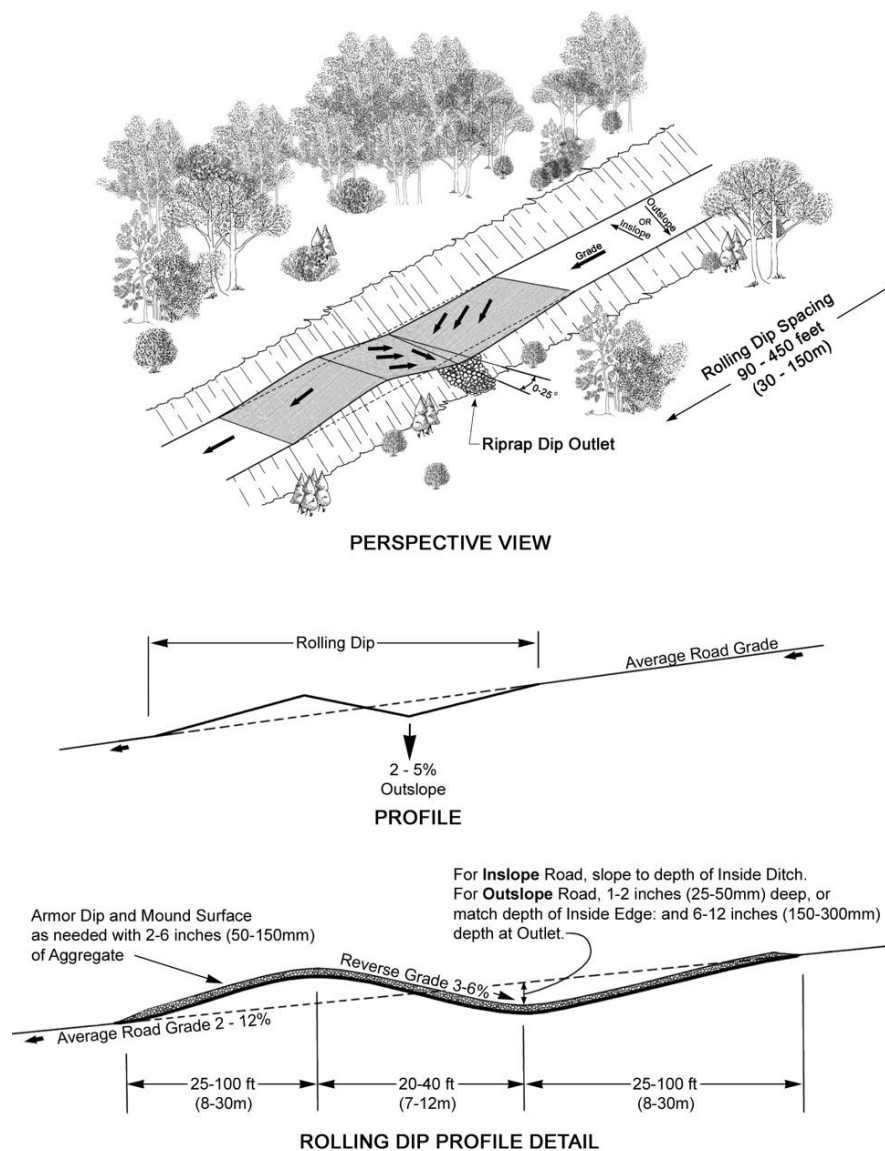 Outslope
OR
Inslope
Grade
Rolling Dip Spacing
90 - 450 feet
(30 - 150m)
0-25°
Riprap Dip Outlet
PERSPECTIVE VIEW
Rolling Dip
Average Road Grade
2 - 5%
Outslope
PROFILE
For Inslope Road, slope to depth of Inside Ditch.
For Outslope Road, 1-2 inches (25-50mm) deep, or
match depth of Inside Edge: and 6-12 inches (150-300mm)
depth at Outlet.
Armor Dip and Mound Surface
as needed with 2-6 inches (50-150mm)
of Aggregate
Reverse Grade 3-6%
Average Road Grade 2 - 12%
25-100 ft
(8-30m)
20-40 ft
(7-12m)
25-100 ft
(8-30m)
ROLLING DIP PROFILE DETAIL